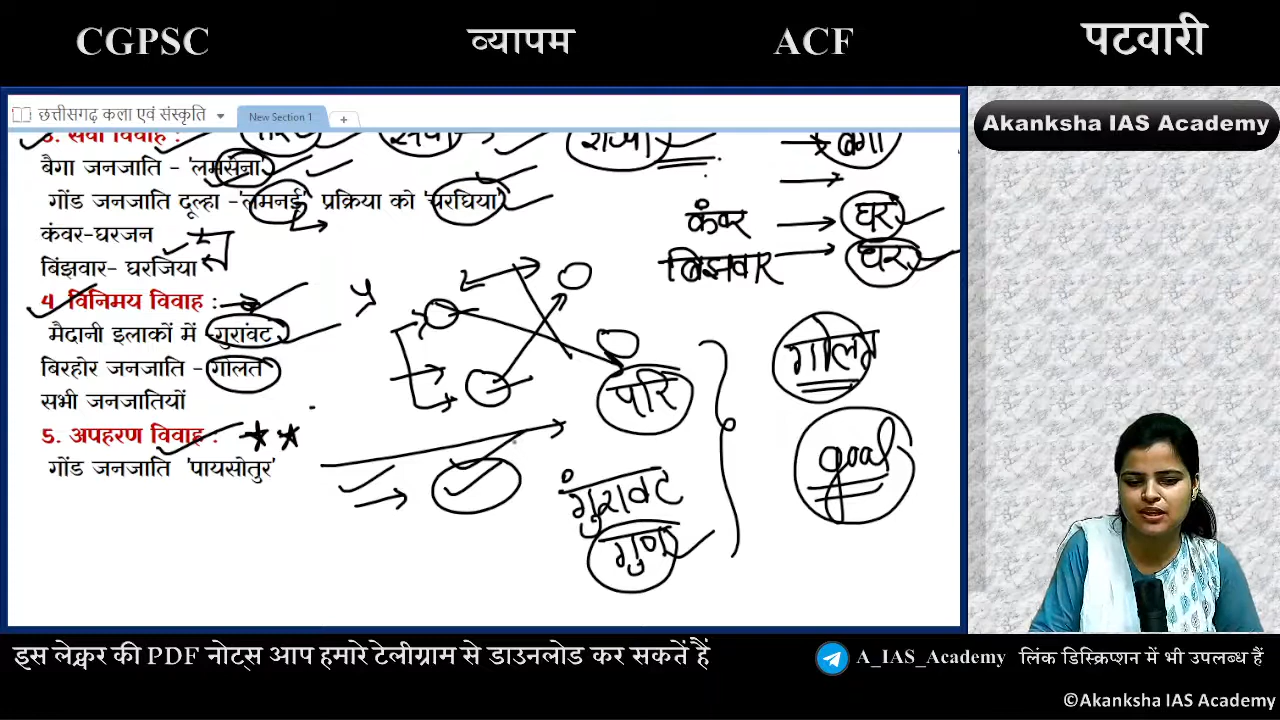 CGPSC व्यापम ACF पटवारी
छत्तीसगढ़ कला एवं संस्कृति New Section 1
Akanksha IAS Academy
3. सेवा विवाह :
सेवा बैगा
बैगा जनजाति - 'लमसेना'
गोंड जनजाति दूल्हा -'लमनई' प्रक्रिया को 'चरघिया'
कंवर घर
कंवर-घरजन
बिंझवार- घरजिया
बिंझवार घर
4. विनिमय विवाह :
मैदानी इलाकों में -गुरांवट
बिरहोर जनजाति - गोलत
गोलत
सभी जनजातियों
परि
5. अपहरण विवाह :
goal
गोंड जनजाति 'पायसोतुर'
गुरावट
गुण
इस लेक्चर की PDF नोट्स आप हमारे टेलीग्राम से डाउनलोड कर सकतें हैं A_IAS_Academy लिंक डिस्क्रिप्शन में भी उपलब्ध हैं
©Akanksha IAS Academy